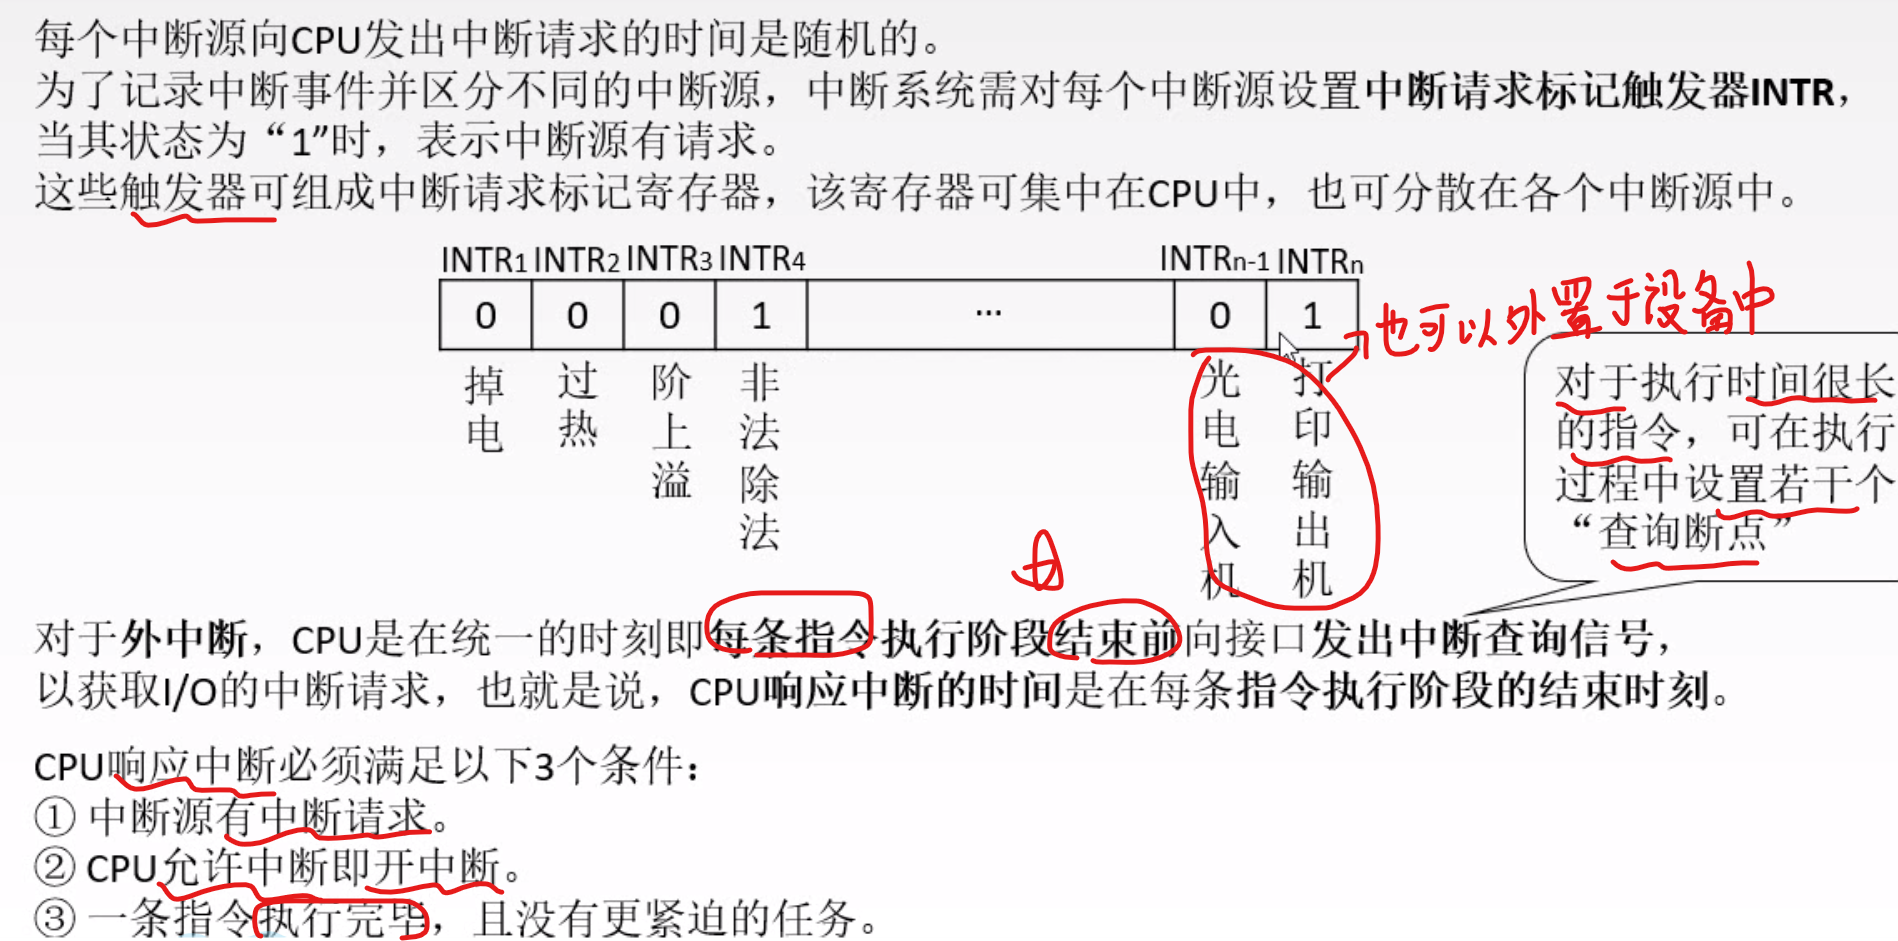 每个中断源向CPU发出中断请求的时间是随机的。
为了记录中断事件并区分不同的中断源，中断系统需对每个中断源设置中断请求标记触发器INTR，
当其状态为“1”时，表示中断源有请求。
这些触发器可组成中断请求标记寄存器，该寄存器可集中在CPU中，也可分散在各个中断源中。
INTR1 INTR2 INTR3 INTR4 INTRn-1 INTRn
0 0 0 1 … 0 1
也可以外置于设备中
掉电
过热
阶上溢
非法除法
光电输入机
打印输出机
对于执行时间很长
的指令，可在执行
过程中设置若干个
“查询断点”
对于外中断，CPU是在统一的时刻即每条指令执行阶段结束前向接口发出中断查询信号，
以获取I/O的中断请求，也就是说，CPU响应中断的时间是在每条指令执行阶段的结束时刻。
CPU响应中断必须满足以下3个条件：
① 中断源有中断请求。
② CPU允许中断即开中断。
③ 一条指令执行完毕，且没有更紧迫的任务。